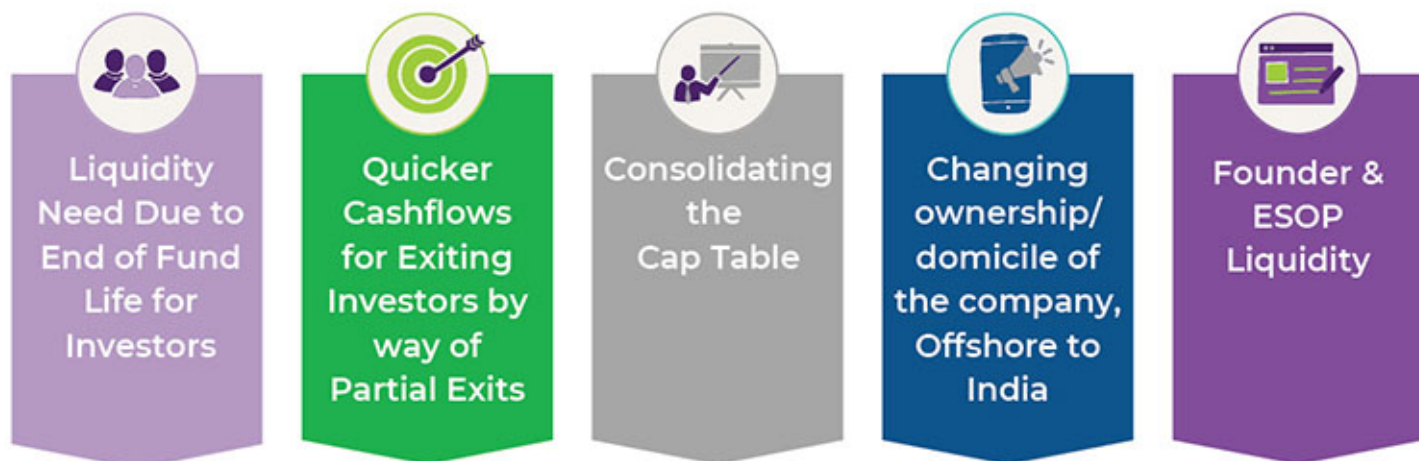 Liquidity
Need Due to
End of Fund
Life for
Investors
Quicker
Cashflows
for Exiting
Investors by
way of
Partial Exits
Consolidating
the
Cap Table
Changing
ownership/
domicile of
the company,
Offshore to
India
Founder &
ESOP
Liquidity